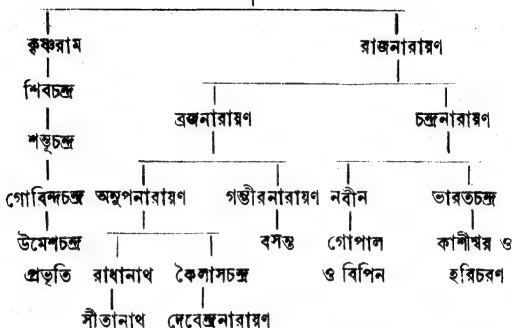 কৃষ্ণরাম রাজনারায়ণ
শিবচন্দ্র
ব্রজনারায়ণ চন্দ্রনারায়ণ
শম্ভূচন্দ্র
গোবিন্দচন্দ্র অনুপনারায়ণ গম্ভীরনারায়ণ নবীন ভারতচন্দ্র
উমেশচন্দ্র বসন্ত গোপাল কাশীশ্বর ও
প্রভৃতি রাধানাথ কৈলাসচন্দ্র ও বিপিন হরিচরণ
সীতানাথ দেবেন্দ্রনারায়ণ